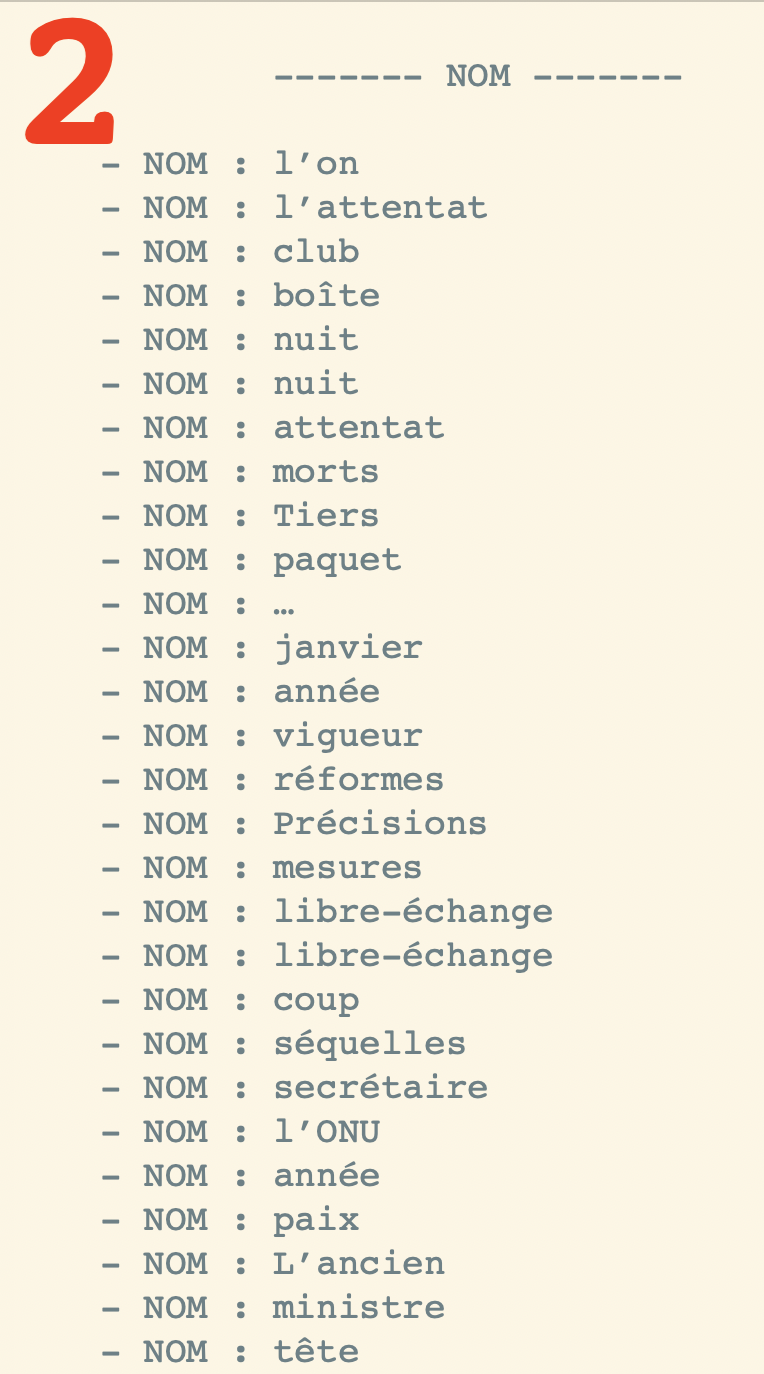 2
------- NOM -------
- NOM : l’on
- NOM : l’attentat
- NOM : club
- NOM : boîte
- NOM : nuit
- NOM : nuit
- NOM : attentat
- NOM : morts
- NOM : Tiers
- NOM : paquet
- NOM : …
- NOM : janvier
- NOM : année
- NOM : vigueur
- NOM : réformes
- NOM : Précisions
- NOM : mesures
- NOM : libre-échange
- NOM : libre-échange
- NOM : coup
- NOM : séquelles
- NOM : secrétaire
- NOM : l’ONU
- NOM : année
- NOM : paix
- NOM : L’ancien
- NOM : ministre
- NOM : tête